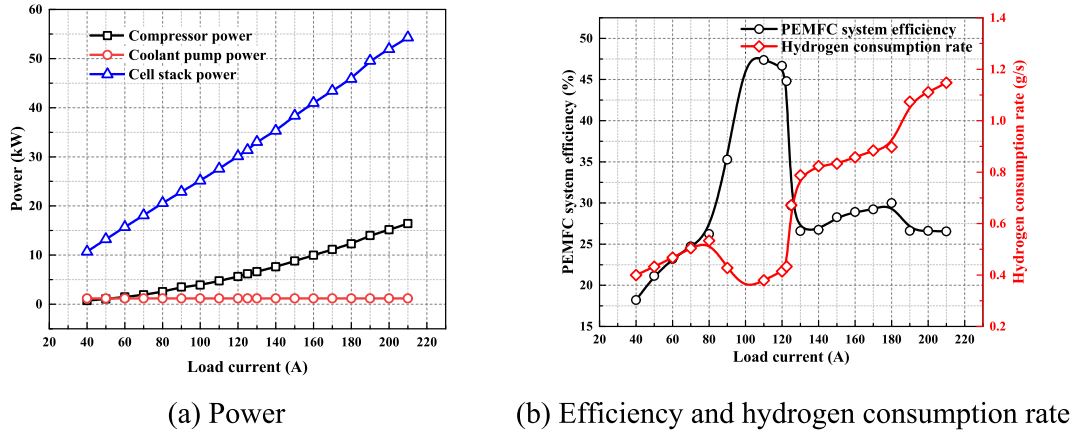 60
50
40
30
20
10
0
Power (kW)
Compressor power
Coolant pump power
Cell stack power
20 40 60 80 100 120 140 160 180 200 220
Load current (A)
(a) Power
50
45
40
35
30
25
20
15
PEMFC system efficiency (%)
PEMFC system efficiency
Hydrogen consumption rate
1.4
1.2
1.0
0.8
0.6
0.4
0.2
Hydrogen consumption rate (g/s)
20 40 60 80 100 120 140 160 180 200 220
Load current (A)
(b) Efficiency and hydrogen consumption rate